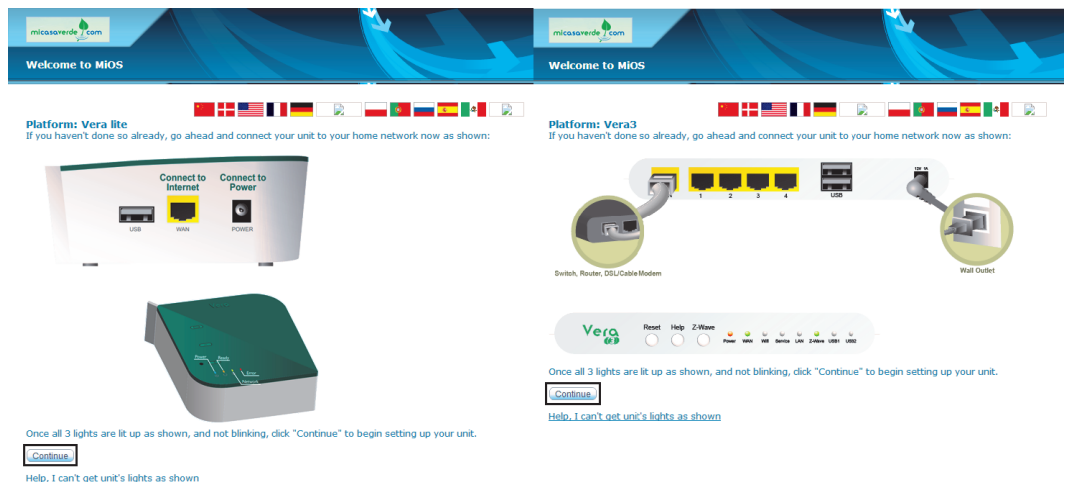 micasaverde.com
Welcome to MiOS
Platform: Vera lite
If you haven't done so already, go ahead and connect your unit to your home network now as shown:
Connect to Internet
Connect to Power
USB
WAN
POWER
Power
Ready
Error
Network
Once all 3 lights are lit up as shown, and not blinking, click "Continue" to begin setting up your unit.
Continue
Help, I can't get unit's lights as shown
micasaverde.com
Welcome to MiOS
Platform: Vera3
If you haven't done so already, go ahead and connect your unit to your home network now as shown:
1 2 3 4
USB
12V 1A
Switch, Router, DSL/Cable Modem
Wall Outlet
Vera 3
Reset Help Z-Wave
Power WAN Wifi Service LAN Z-Wave USB1 USB2
Once all 3 lights are lit up as shown, and not blinking, click "Continue" to begin setting up your unit.
Continue
Help, I can't get unit's lights as shown